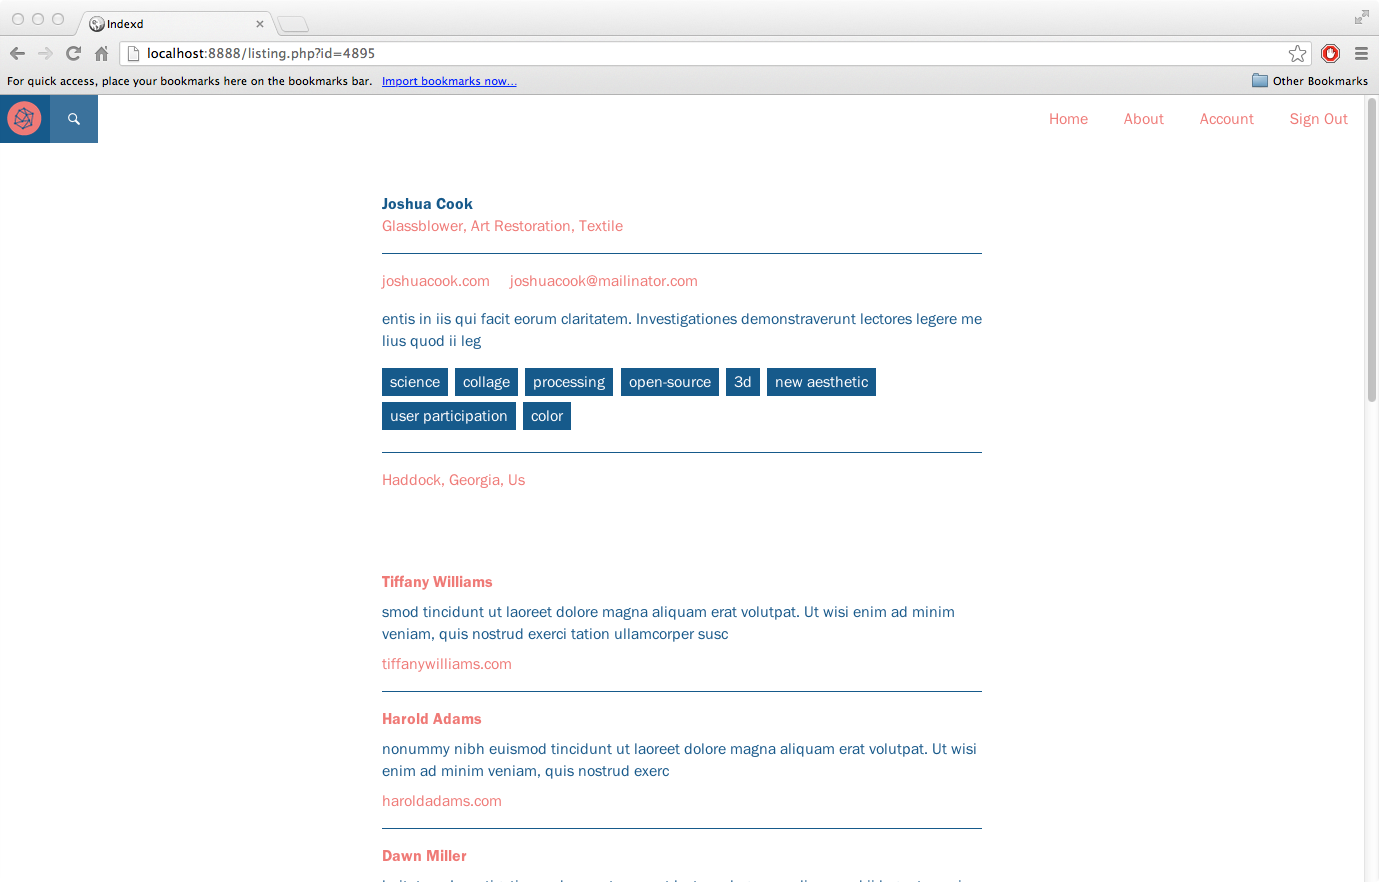 Indexd
localhost:8888/listing.php?id=4895
For quick access, place your bookmarks here on the bookmarks bar. Import bookmarks now...
Other Bookmarks
Home About Account Sign Out
Joshua Cook
Glassblower, Art Restoration, Textile
joshuacook.com joshuacook@mailinator.com
entis in iis qui facit eorum claritatem. Investigationes demonstraverunt lectores legere me
lius quod ii leg
science collage processing open-source 3d new aesthetic
user participation color
Haddock, Georgia, Us
Tiffany Williams
smod tincidunt ut laoreet dolore magna aliquam erat volutpat. Ut wisi enim ad minim
veniam, quis nostrud exerci tation ullamcorper susc
tiffanywilliams.com
Harold Adams
nonummy nibh euismod tincidunt ut laoreet dolore magna aliquam erat volutpat. Ut wisi
enim ad minim veniam, quis nostrud exerc
haroldadams.com
Dawn Miller